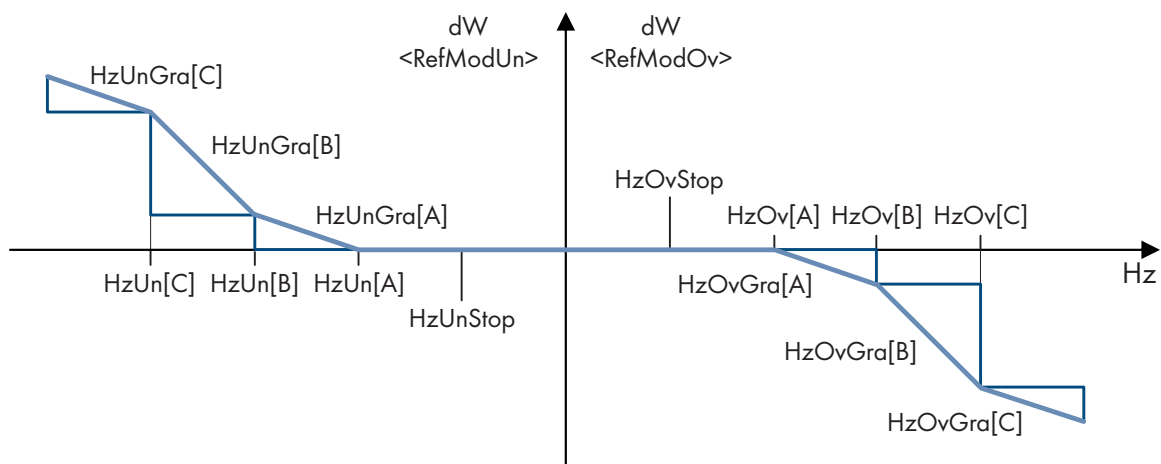 dW
<RefModUn>
dW
<RefModOv>
HzUnGra[C]
HzUnGra[B]
HzUnGra[A]
HzOvStop
HzOv[A]
HzOv[B]
HzOv[C]
HzUn[C]
HzUn[B]
HzUn[A]
HzUnStop
Hz
HzOvGra[A]
HzOvGra[B]
HzOvGra[C]